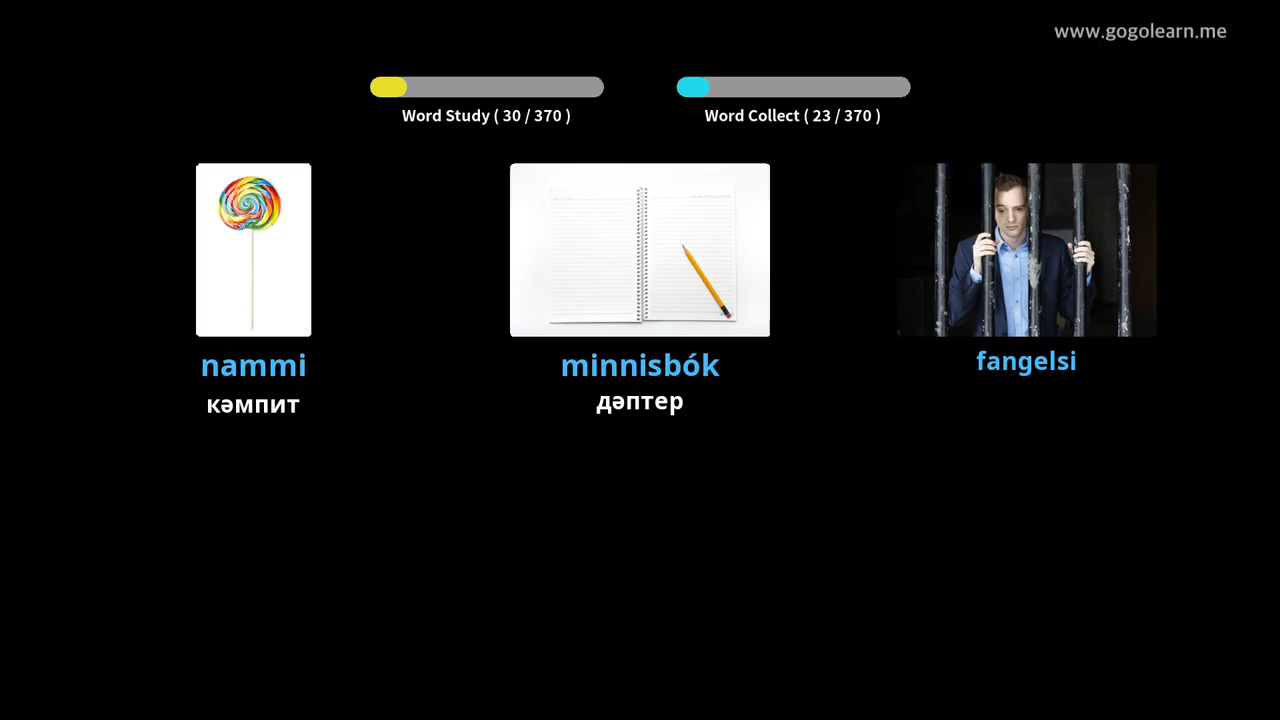 www.gogolearn.me
Word Study ( 30 / 370 )
Word Collect ( 23 / 370 )
nammi
кәмпит
minnisbók
дәптер
fangelsi